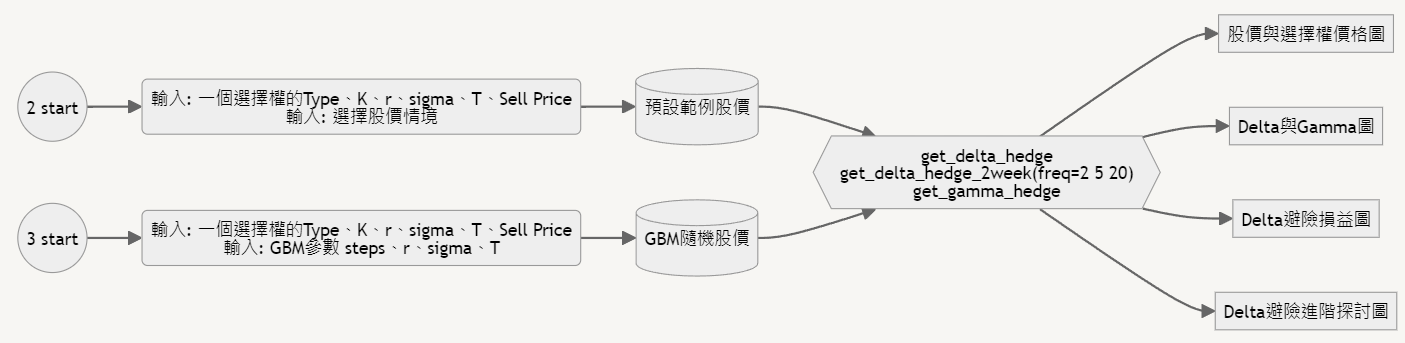 2 start
輸入: 一個選擇權的Type、K、r、sigma、T、Sell Price
輸入: 選擇股價情境
預設範例股價
3 start
輸入: 一個選擇權的Type、K、r、sigma、T、Sell Price
輸入: GBM參數 steps、r、sigma、T
GBM隨機股價
get_delta_hedge
get_delta_hedge_2week(freq=2 5 20)
get_gamma_hedge
股價與選擇權價格圖
Delta與Gamma圖
Delta避險損益圖
Delta避險進階探討圖